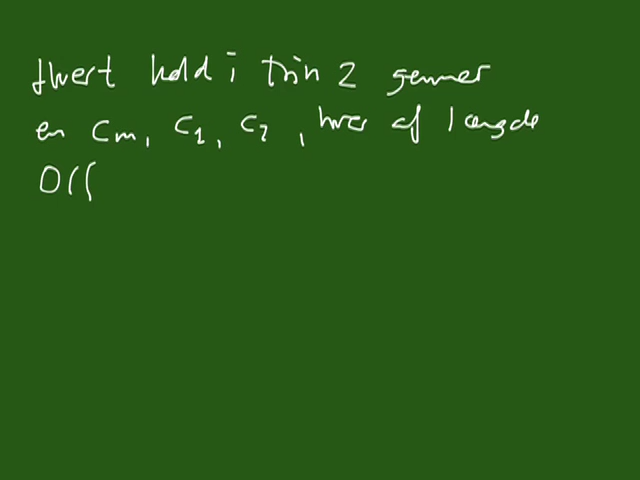 Hvert hold i trin 2 gemmer
en Cm, C1, C2, hver af længde
O((